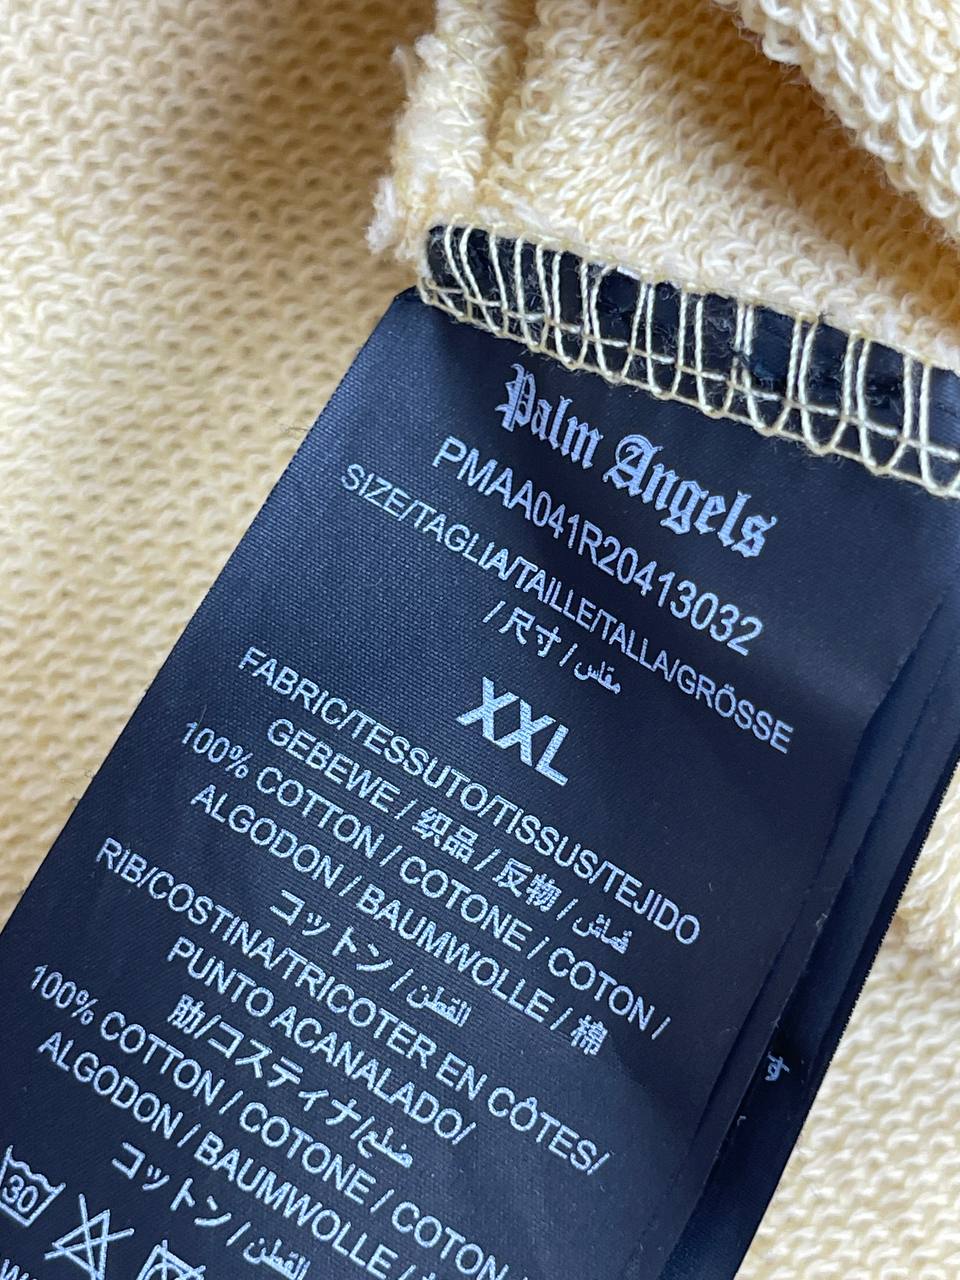 Palm Angels
PMAA041R20413032
SIZE/TAGLIA/TAILLE/TALLA/GRÖSSE
/ 尺寸 / مقاس
XXL
FABRIC/TESSUTO/TISSUS/TEJIDO
GEBEWE / 织品 / 反物 / قماش
100% COTTON / COTONE / COTON /
ALGODON / BAUMWOLLE / 棉
コットン / القطن
RIB/COSTINA/TRICOTER EN CÔTES/
PUNTO ACANALADO/
肋/コスティナ/ضلع
100% COTTON / COTONE / COTON /
ALGODON / BAUMWOLLE /
コットン / القطن
30
す